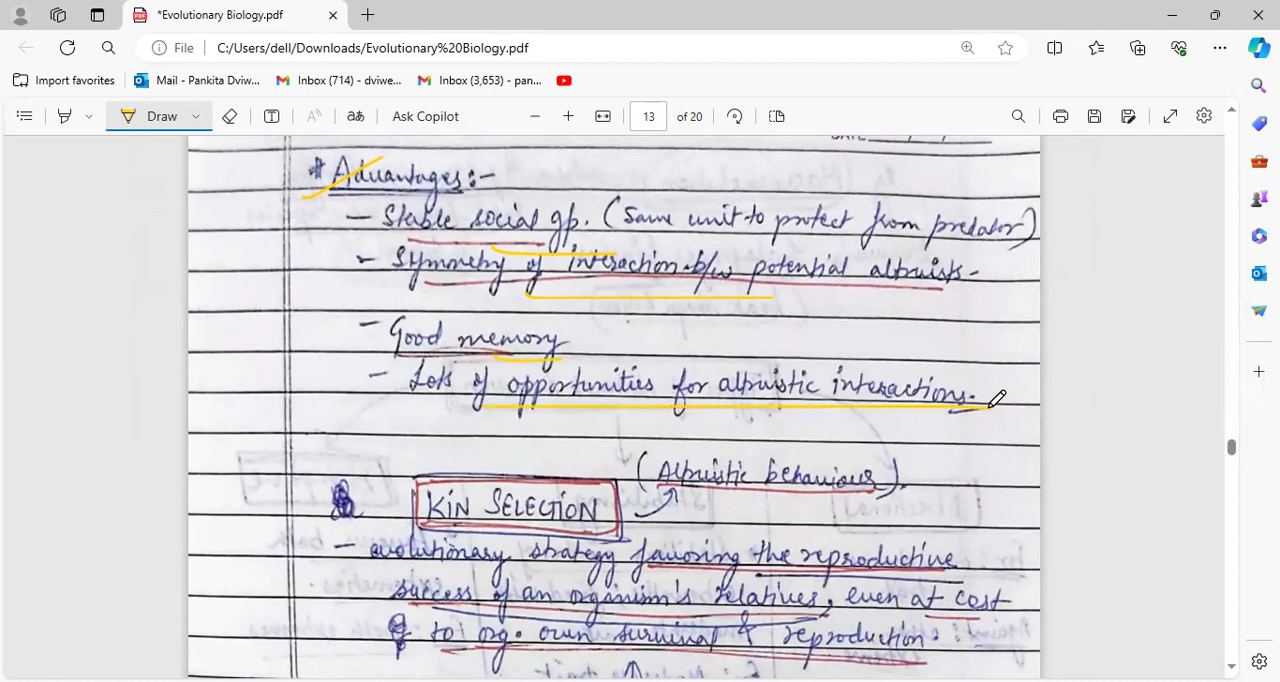 *Evolutionary Biology.pdf
File C:/Users/dell/Downloads/Evolutionary%20Biology.pdf
Import favorites Mail - Pankita Dviw... Inbox (714) - dviwe... Inbox (3,653) - pan...
Draw Ask Copilot 13 of 20
DATE
# Advantages:-
- Stable social gp. (Same unit to protect from predator)
- Symmetry of interaction b/w potential altruists.
- Good memory
- Lots of opportunities for altruistic interactions.
(Altruistic behaviour).
KIN SELECTION
- evolutionary strategy favoring the reproductive
success of an organism's relatives, even at cost
to org. own survival & reproduction.